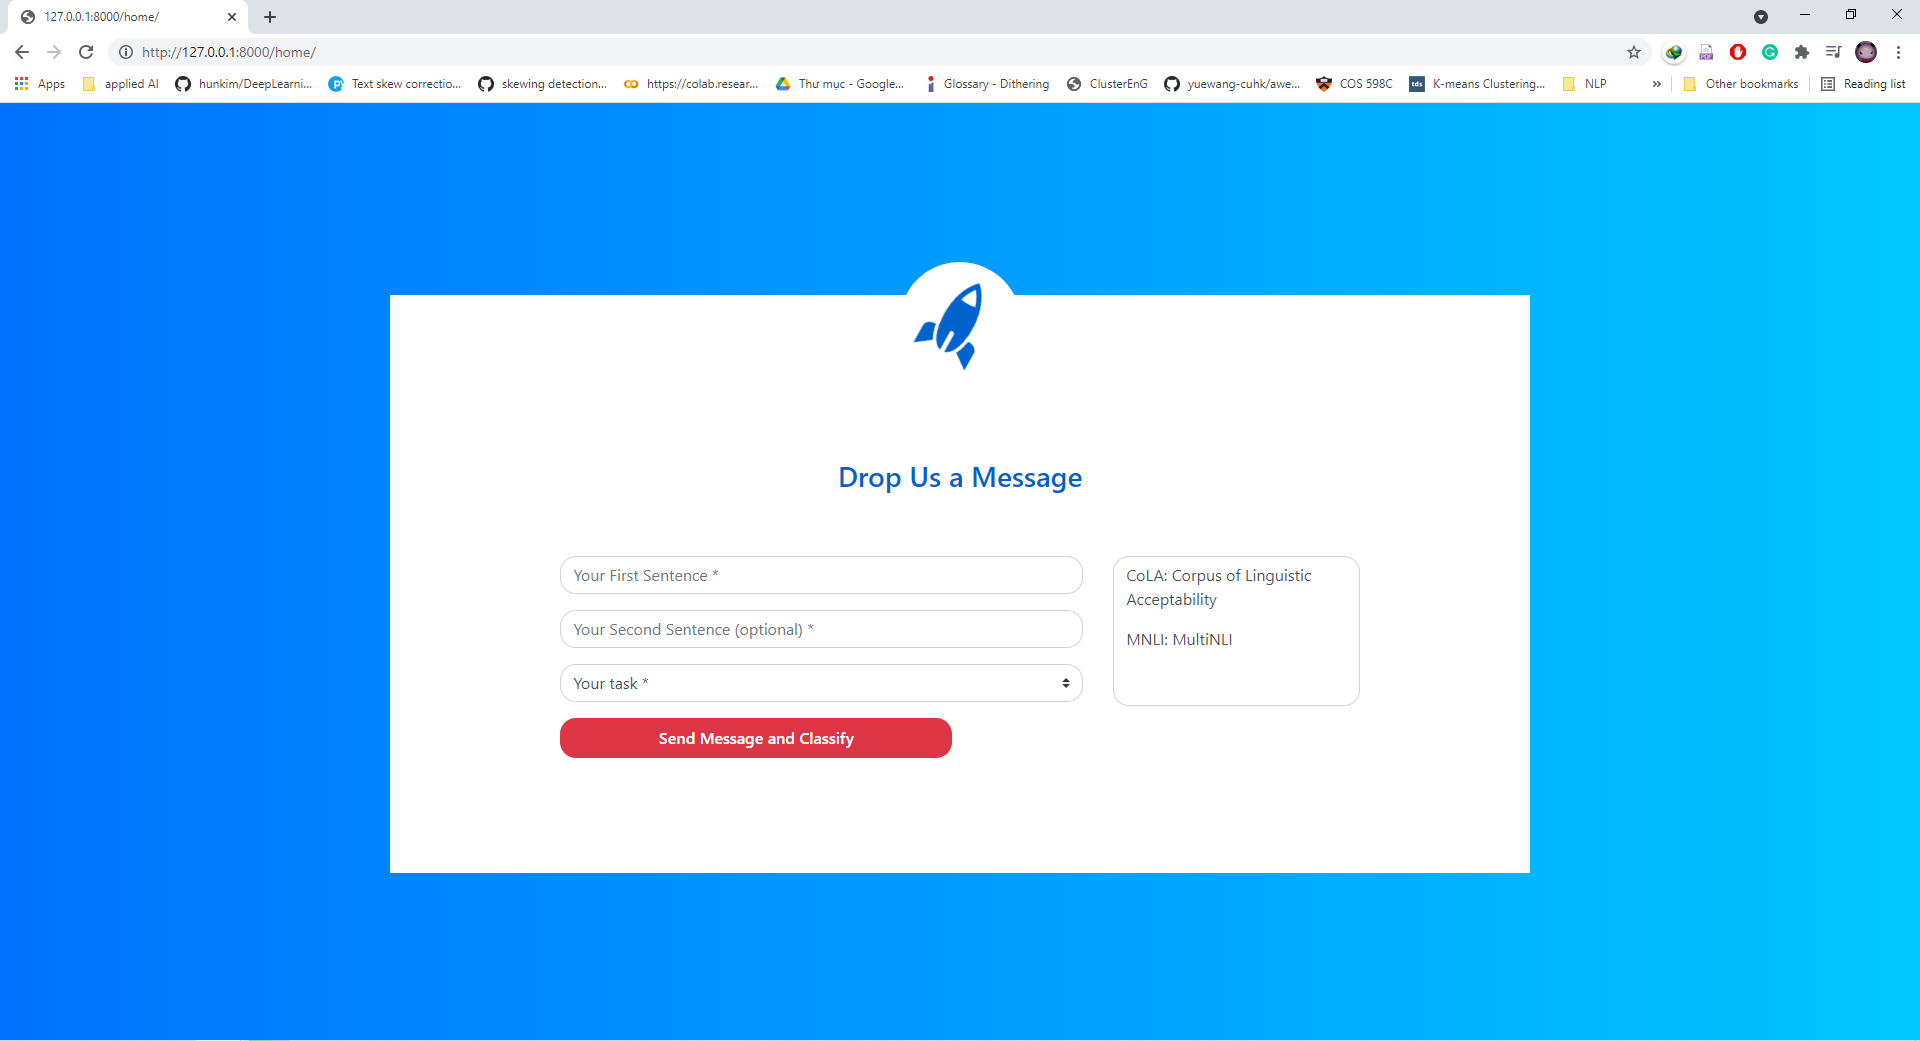 127.0.0.1:8000/home/
http://127.0.0.1:8000/home/
Apps applied AI hunkim/DeepLearni... Text skew correctio... skewing detection... https://colab.resear... Thư mục - Google... Glossary - Dithering ClusterEnG yuewang-cuhk/awe... COS 598C tds K-means Clustering... NLP » Other bookmarks Reading list
Drop Us a Message
Your First Sentence *
Your Second Sentence (optional) *
Your task *
Send Message and Classify
CoLA: Corpus of Linguistic
Acceptability
MNLI: MultiNLI